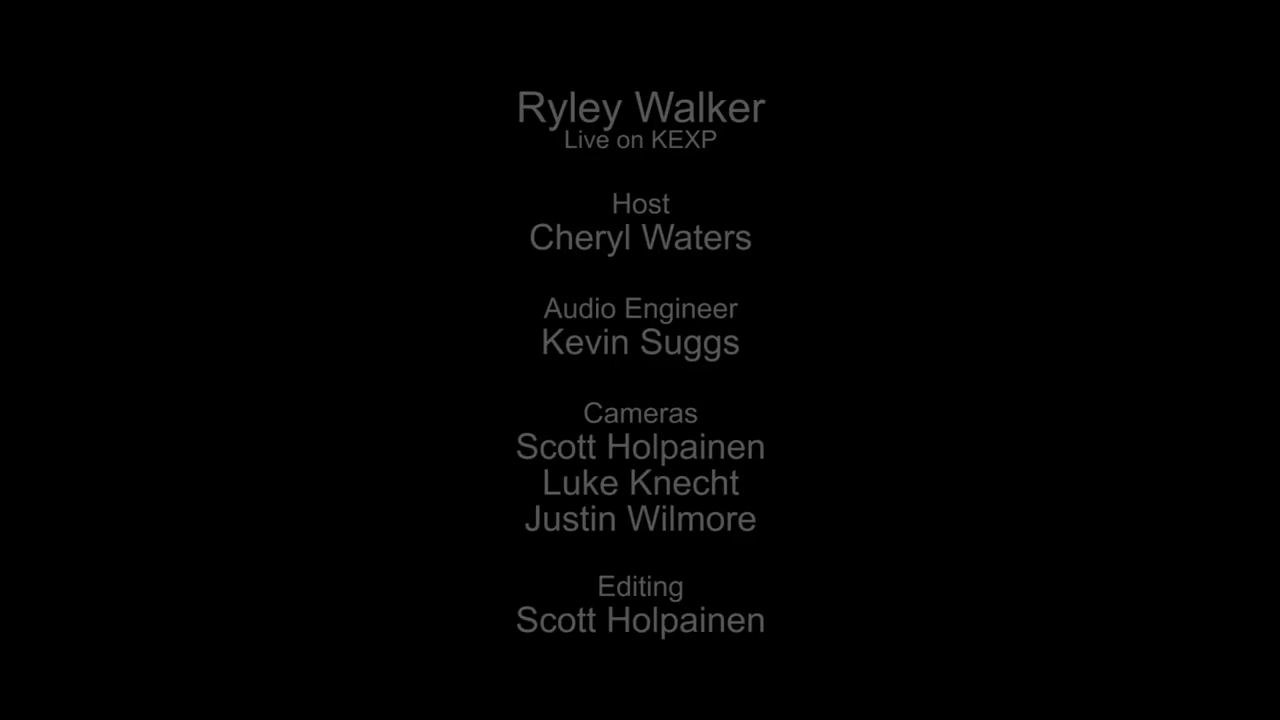 Ryley Walker
Live on KEXP
Host
Cheryl Waters
Audio Engineer
Kevin Suggs
Cameras
Scott Holpainen
Luke Knecht
Justin Wilmore
Editing
Scott Holpainen